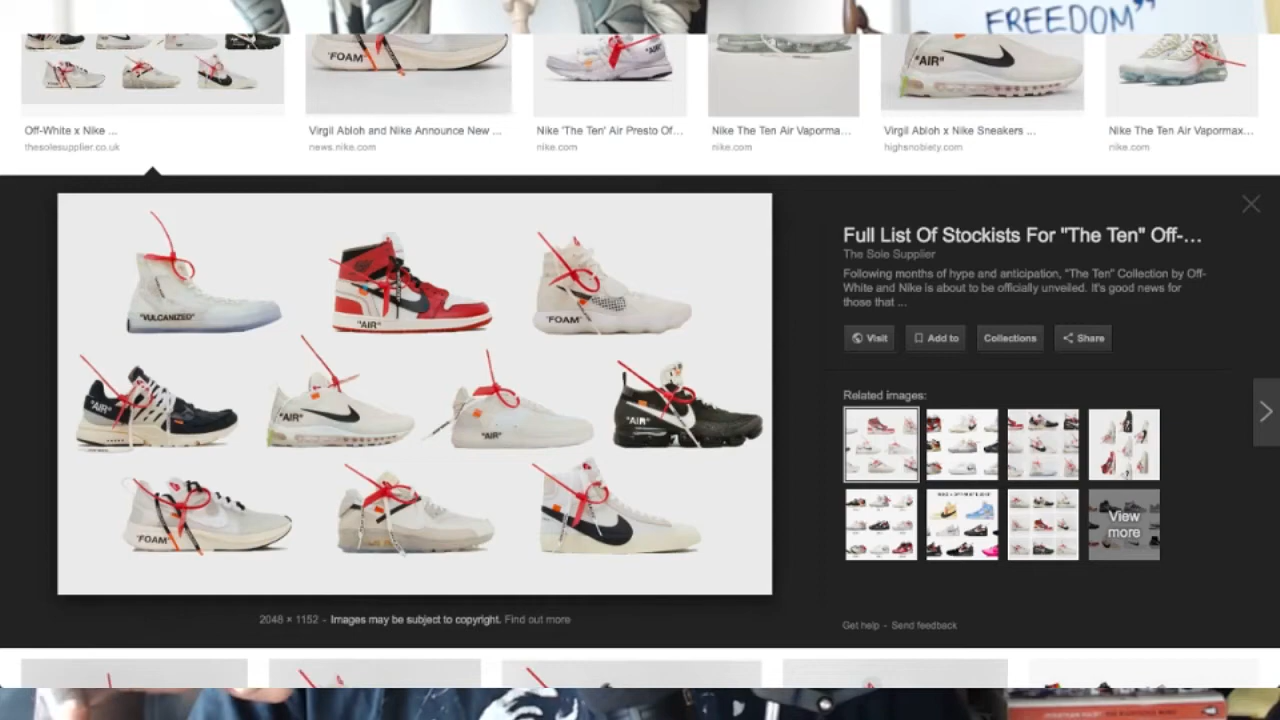 FREEDOM"
"FOAM"
"AIR"
"AIR"
Off-White x Nike ...
Virgil Abloh and Nike Announce New ...
Nike 'The Ten' Air Presto Of...
Nike The Ten Air Vaporma...
Virgil Abloh x Nike Sneakers ...
Nike The Ten Air Vapormax...
thesolesupplier.co.uk
news.nike.com
nike.com
nike.com
highsnobiety.com
nike.com
"VULCANIZED"
"AIR"
"FOAM"
"AIR"
"AIR"
"AIR"
"AIR"
"FOAM"
2048 × 1152 - Images may be subject to copyright. Find out more
Full List Of Stockists For "The Ten" Off-...
The Sole Supplier
Following months of hype and anticipation, "The Ten" Collection by Off-
White and Nike is about to be officially unveiled. It's good news for
those that ...
Visit
Add to
Collections
Share
Related images:
View
more
Get help - Send feedback